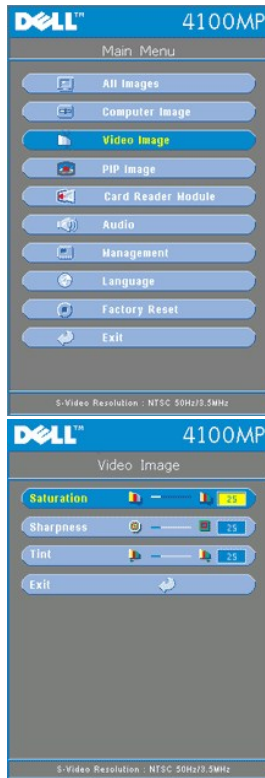 DELL™ 4100MP
Main Menu
All Images
Computer Image
Video Image
PIP Image
Card Reader Module
Audio
Management
Language
Factory Reset
Exit
S-Video Resolution : NTSC 50Hz/3.5MHz
DELL™ 4100MP
Video Image
Saturation 25
Sharpness 25
Tint 25
Exit
S-Video Resolution : NTSC 50Hz/3.5MHz